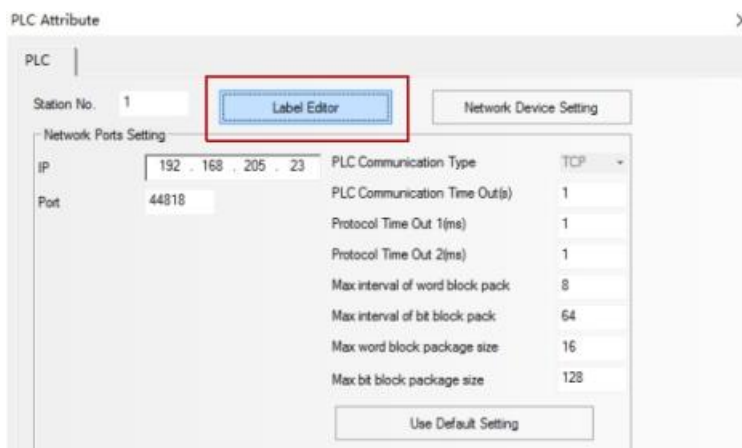 PLC Attribute
PLC
Station No. 1 Label Editor Network Device Setting
Network Ports Setting
IP 192 . 168 . 205 . 23 PLC Communication Type TCP
Port 44818 PLC Communication Time Out(s) 1
Protocol Time Out 1(ms) 1
Protocol Time Out 2(ms) 1
Max interval of word block pack 8
Max interval of bit block pack 64
Max word block package size 16
Max bit block package size 128
Use Default Setting